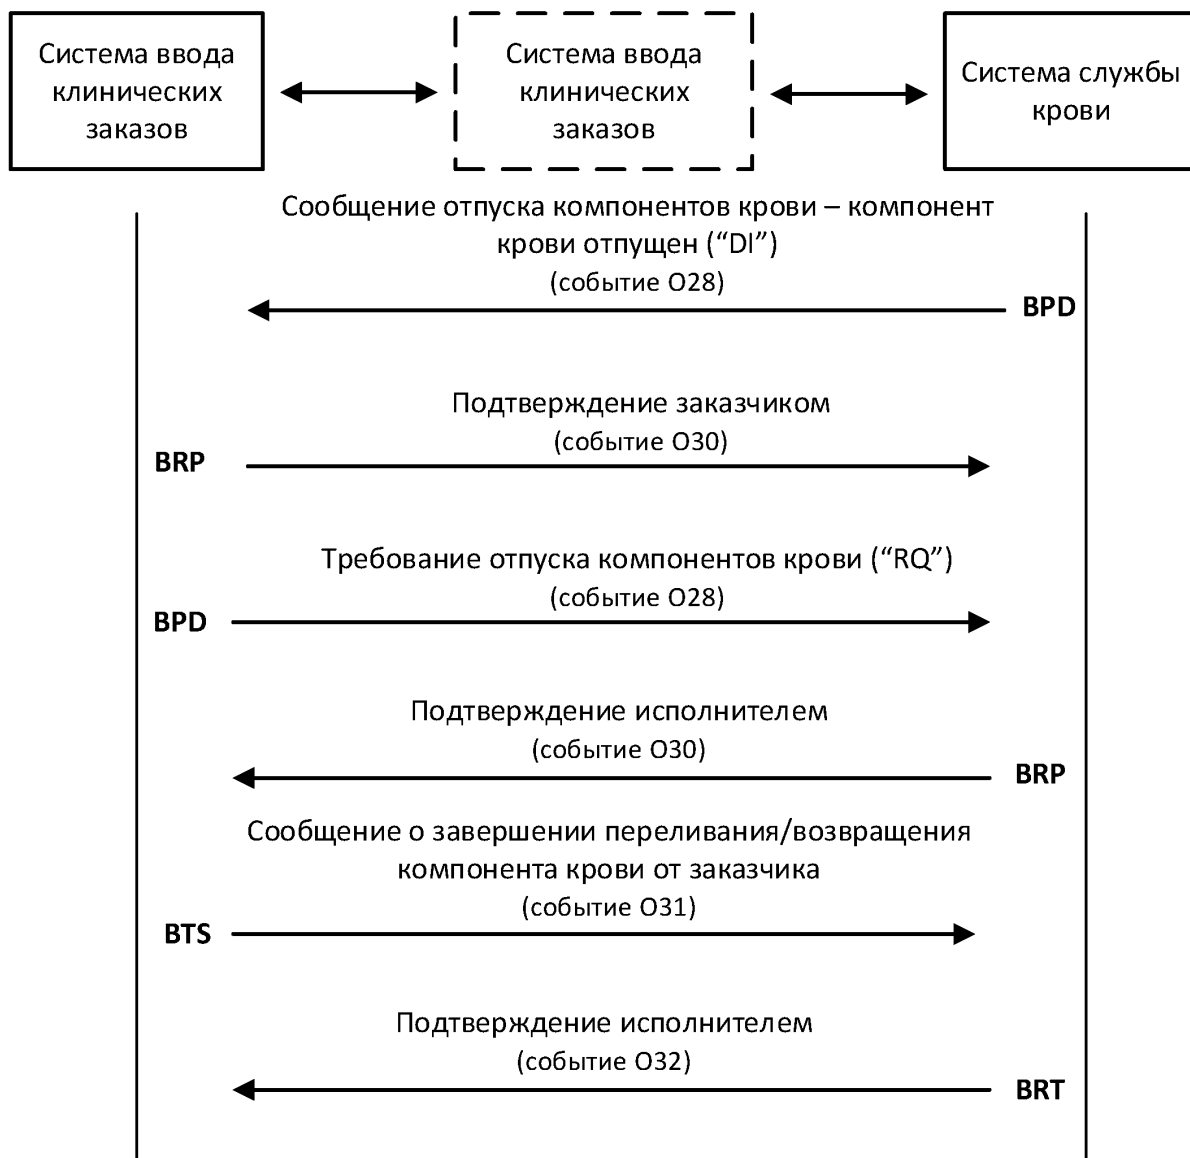 Система ввода
клинических
заказов
Система ввода
клинических
заказов
Система службы
крови
Сообщение отпуска компонентов крови – компонент
крови отпущен (“DI”)
(событие O28)
BPD
Подтверждение заказчиком
(событие O30)
BRP
Требование отпуска компонентов крови (“RQ”)
(событие O28)
BPD
Подтверждение исполнителем
(событие O30)
BRP
Сообщение о завершении переливания/возвращения
компонента крови от заказчика
(событие O31)
BTS
Подтверждение исполнителем
(событие O32)
BRT